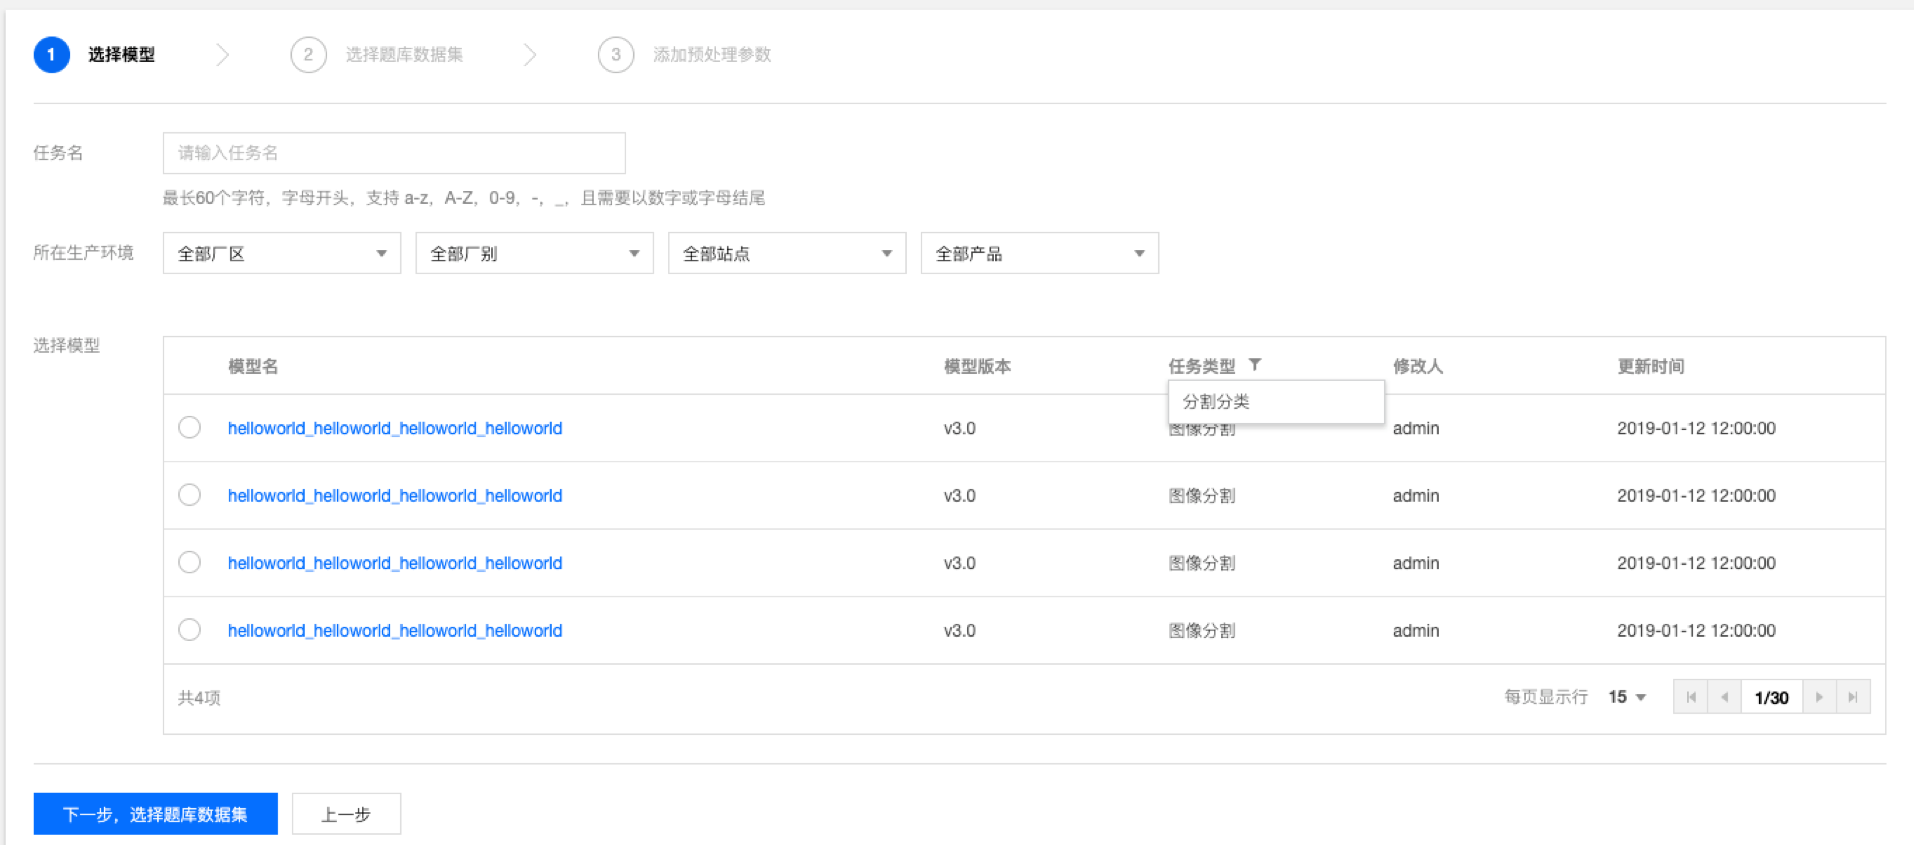 1 选择模型 2 选择题库数据集 3 添加预处理参数
任务名 请输入任务名
最长60个字符，字母开头，支持 a-z，A-Z，0-9，-，_，且需要以数字或字母结尾
所在生产环境 全部厂区 全部厂别 全部站点 全部产品
选择模型
模型名 模型版本 任务类型 修改人 更新时间
分割分类
helloworld_helloworld_helloworld_helloworld v3.0 图像分割 admin 2019-01-12 12:00:00
helloworld_helloworld_helloworld_helloworld v3.0 图像分割 admin 2019-01-12 12:00:00
helloworld_helloworld_helloworld_helloworld v3.0 图像分割 admin 2019-01-12 12:00:00
helloworld_helloworld_helloworld_helloworld v3.0 图像分割 admin 2019-01-12 12:00:00
共4项 每页显示行 15 1/30
下一步，选择题库数据集 上一步